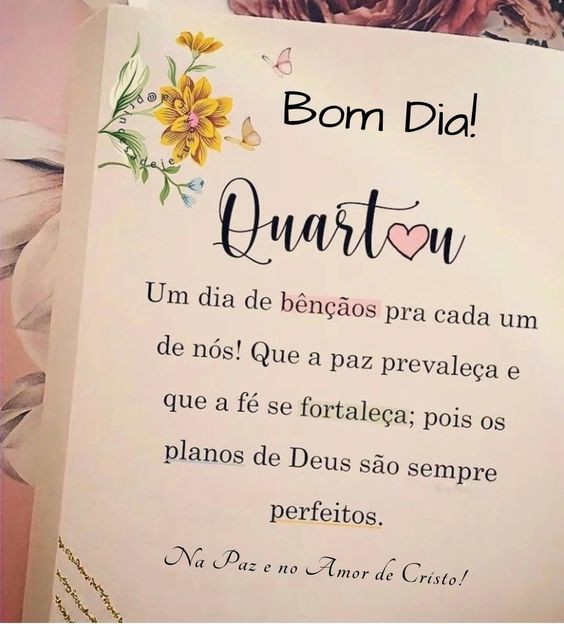 Bom Dia!
Quartou
Um dia de bênçãos pra cada um
de nós! Que a paz prevaleça e
que a fé se fortaleça; pois os
planos de Deus são sempre
perfeitos.
Na Paz e no Amor de Cristo!